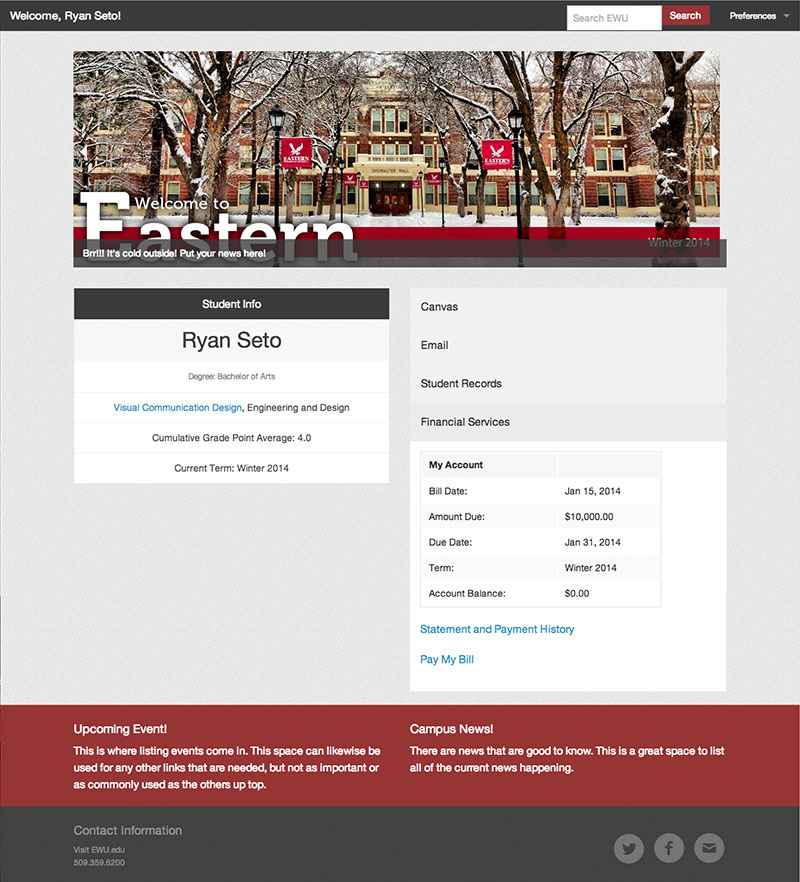 Welcome, Ryan Seto!
Search EWU
Search
Preferences
EASTERN
EASTERN
SHOWALTER HALL
Welcome to
Eastern
Winter 2014
Brr!!! It's cold outside! Put your news here!
Student Info
Ryan Seto
Degree: Bachelor of Arts
Visual Communication Design, Engineering and Design
Cumulative Grade Point Average: 4.0
Current Term: Winter 2014
Canvas
Email
Student Records
Financial Services
My Account
Bill Date: Jan 15, 2014
Amount Due: $10,000.00
Due Date: Jan 31, 2014
Term: Winter 2014
Account Balance: $0.00
Statement and Payment History
Pay My Bill
Upcoming Event!
This is where listing events come in. This space can likewise be
used for any other links that are needed, but not as important or
as commonly used as the others up top.
Campus News!
There are news that are good to know. This is a great space to list
all of the current news happening.
Contact Information
Visit EWU.edu
509.359.6200